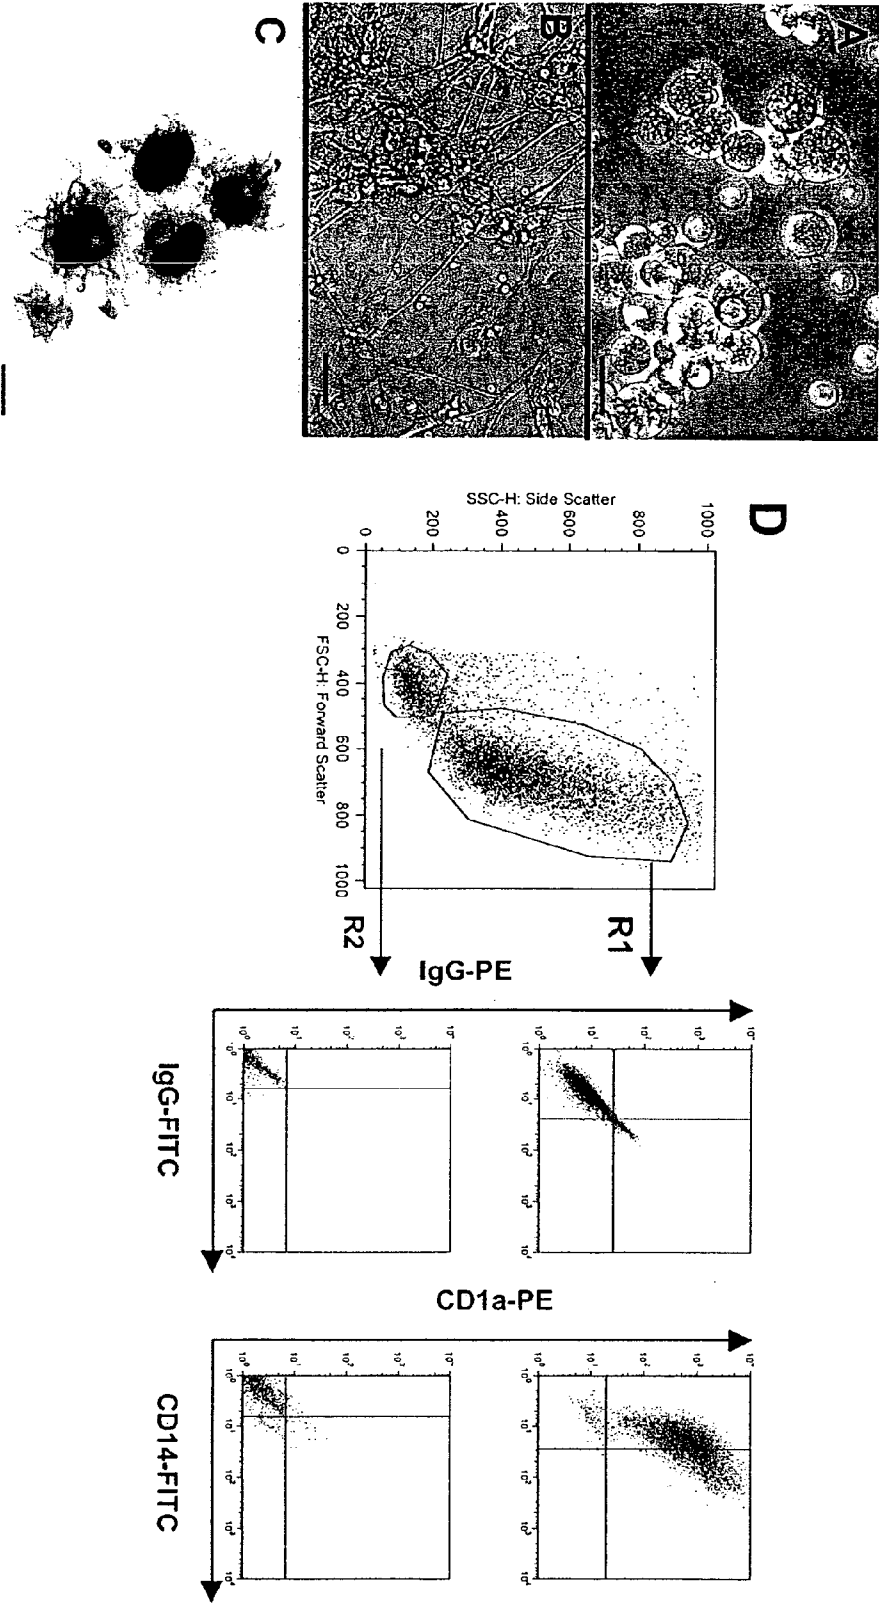 A
B
C
D
SSC-H: Side Scatter
1000
800
600
400
200
0
0
200
400
600
800
1000
FSC-H: Forward Scatter
R1
R2
IgG-PE
IgG-FITC
CD1a-PE
CD14-FITC